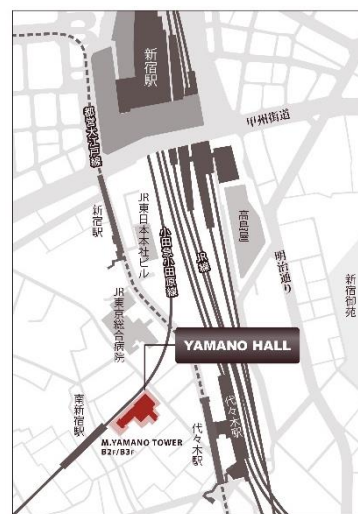 新宿駅
甲州街道
都営大江戸線
新宿駅
JR東日本本社ビル
小田急小田原線
JR線
高島屋
明治通り
新宿御苑
JR東京総合病院
YAMANO HALL
南新宿駅
M.YAMANO TOWER
B2F/B3F
代々木駅
代々木駅